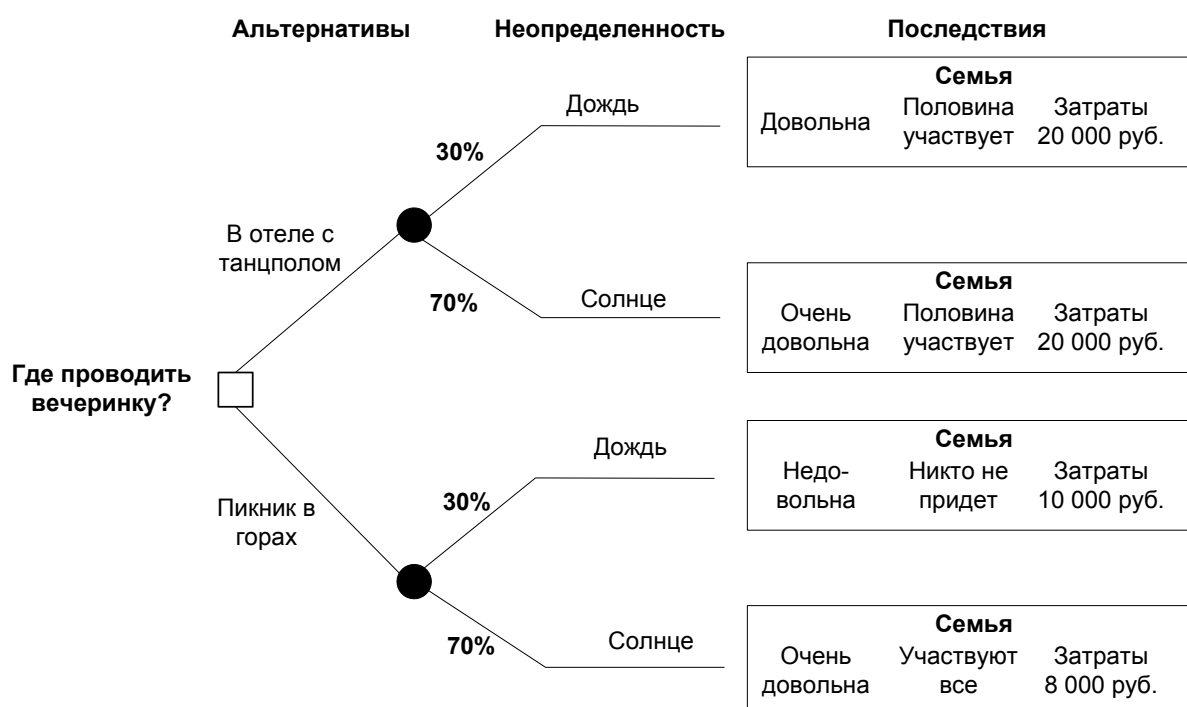 Альтернативы Неопределенность Последствия
Семья
Дождь
Довольна Половина участвует Затраты 20 000 руб.
30%
В отеле с
танцполом
Семья
70%
Солнце
Очень довольна Половина участвует Затраты 20 000 руб.
Где проводить
вечеринку?
Семья
Дождь
Недо-вольна Никто не придет Затраты 10 000 руб.
30%
Пикник в
горах
Семья
70%
Солнце
Очень довольна Участвуют все Затраты 8 000 руб.